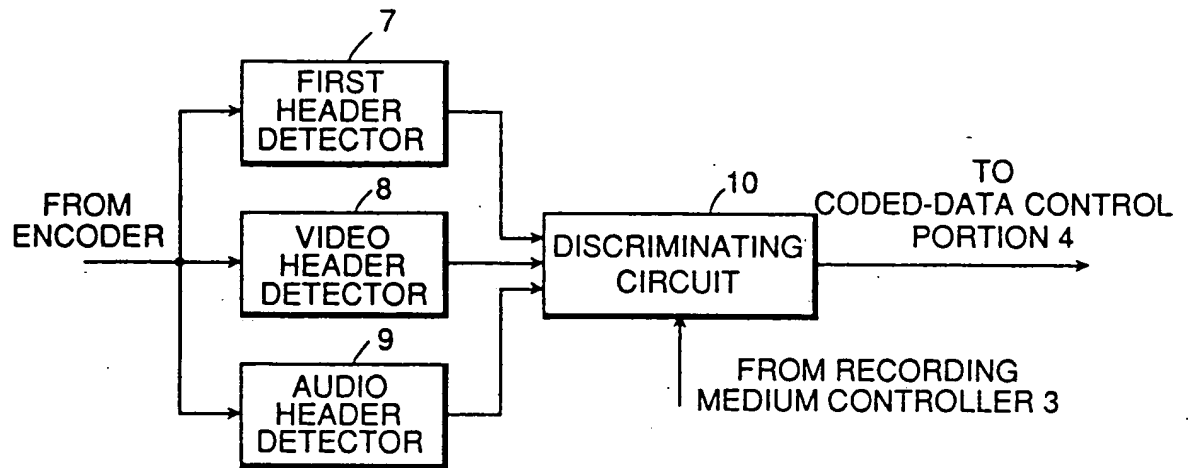 7
FIRST
HEADER
DETECTOR
FROM
ENCODER
8
VIDEO
HEADER
DETECTOR
9
AUDIO
HEADER
DETECTOR
10
DISCRIMINATING
CIRCUIT
TO
CODED-DATA CONTROL
PORTION 4
FROM RECORDING
MEDIUM CONTROLLER 3